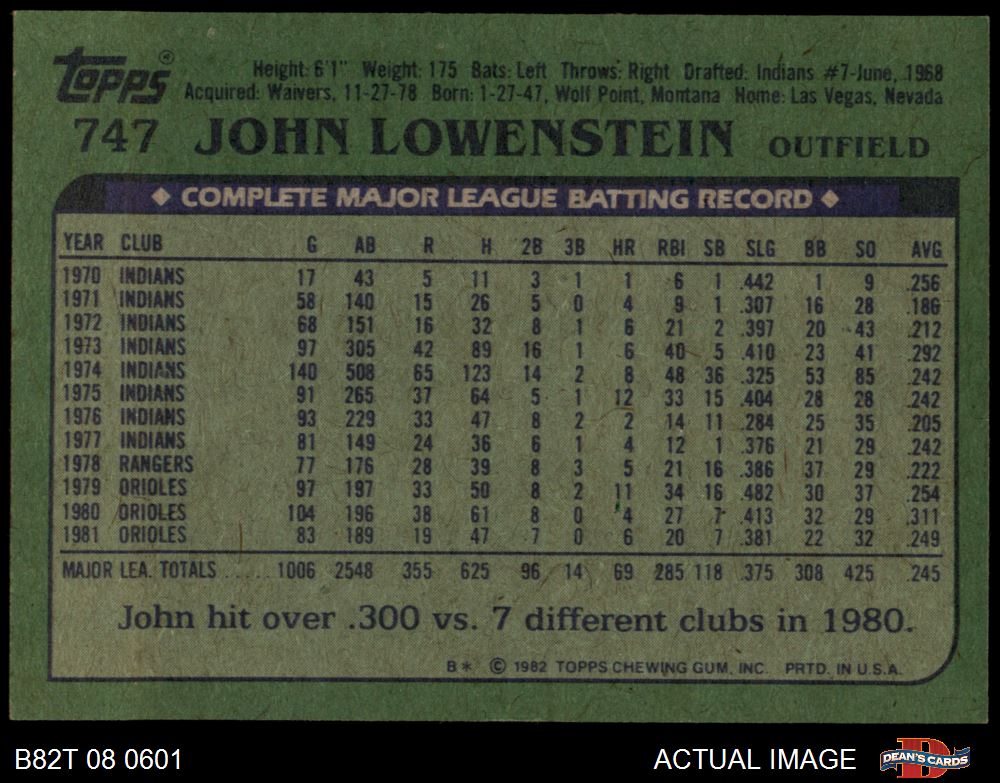 Topps®
Height: 6'1" Weight: 175 Bats: Left Throws: Right Drafted: Indians #7-June, 1968
Acquired: Waivers, 11-27-78 Born: 1-27-47, Wolf Point, Montana Home: Las Vegas, Nevada
747 JOHN LOWENSTEIN OUTFIELD
◆ COMPLETE MAJOR LEAGUE BATTING RECORD ◆
YEAR CLUB G AB R H 2B 3B HR RBI SB SLG BB SO AVG
1970 INDIANS 17 43 5 11 3 1 1 6 1 .442 1 9 .256
1971 INDIANS 58 140 15 26 5 0 4 9 1 .307 16 28 .186
1972 INDIANS 68 151 16 32 8 1 6 21 2 .397 20 43 .212
1973 INDIANS 97 305 42 89 16 1 6 40 5 .410 23 41 .292
1974 INDIANS 140 508 65 123 14 2 8 48 36 .325 53 85 .242
1975 INDIANS 91 265 37 64 5 1 12 33 15 .404 28 28 .242
1976 INDIANS 93 229 33 47 8 2 2 14 11 .284 25 35 .205
1977 INDIANS 81 149 24 36 6 1 4 12 1 .376 21 29 .242
1978 RANGERS 77 176 28 39 8 3 5 21 16 .386 37 29 .222
1979 ORIOLES 97 197 33 50 8 2 11 34 16 .482 30 37 .254
1980 ORIOLES 104 196 38 61 8 0 4 27 7 .413 32 29 .311
1981 ORIOLES 83 189 19 47 7 0 6 20 7 .381 22 32 .249
MAJOR LEA. TOTALS ..... 1006 2548 355 625 96 14 69 285 118 .375 308 425 .245
John hit over .300 vs. 7 different clubs in 1980.
B* © 1982 TOPPS CHEWING GUM, INC. PRTD. IN U.S.A.
B82T 08 0601 ACTUAL IMAGE DEAN'S CARDS